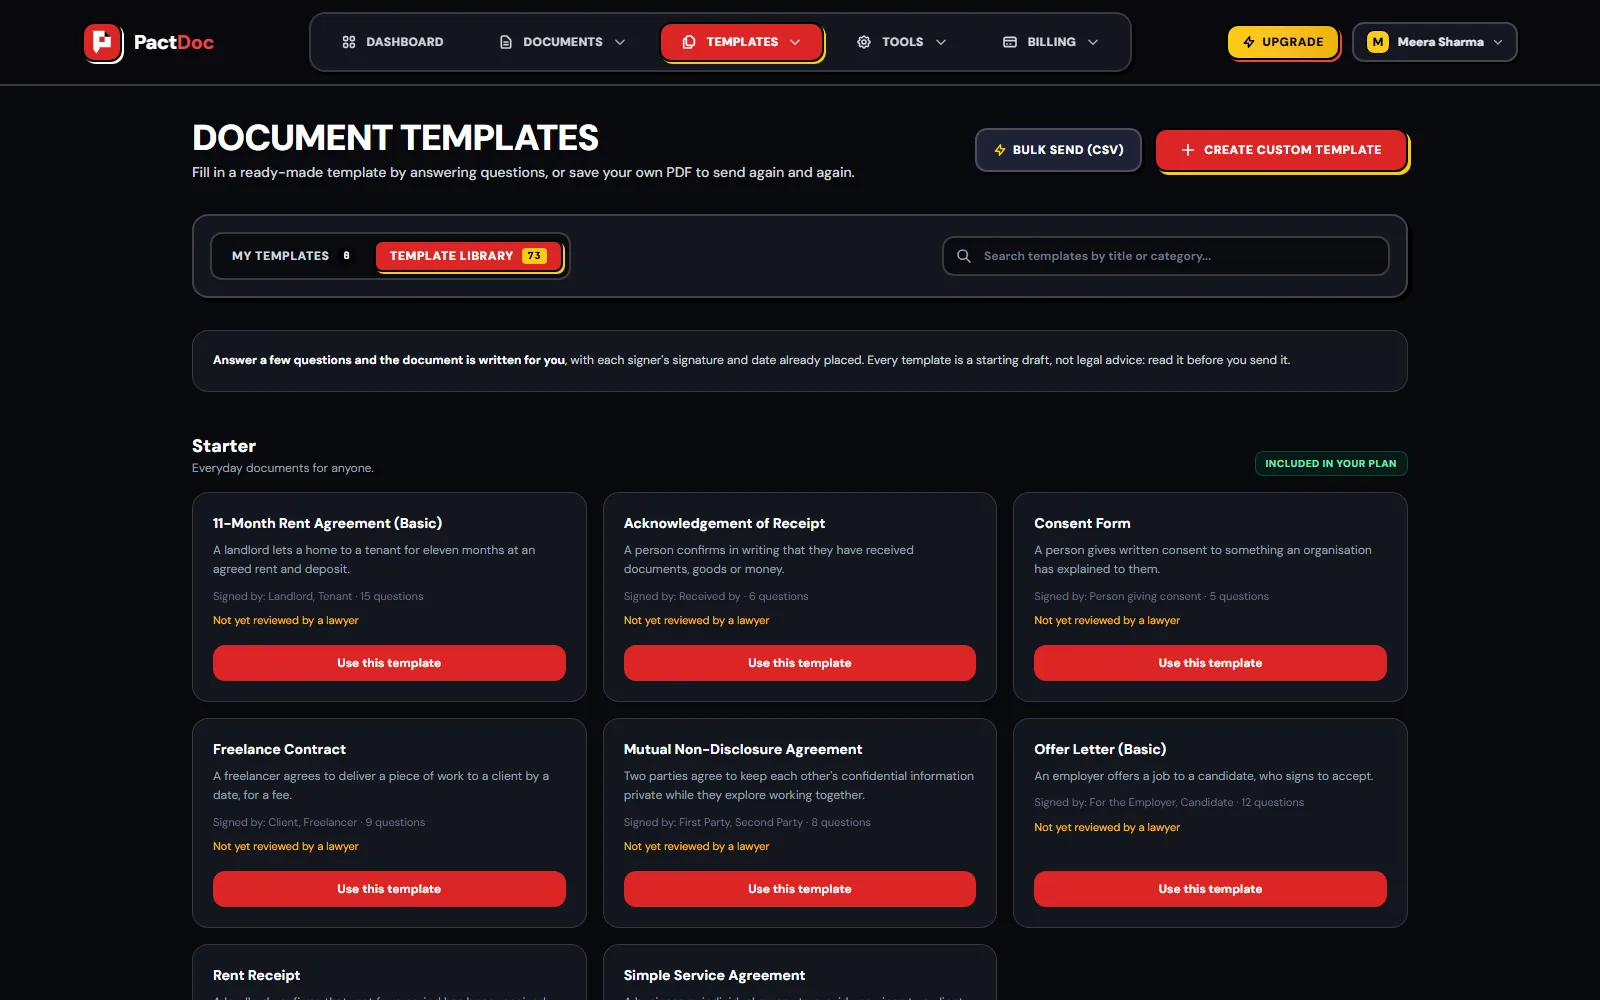 PactDoc
DASHBOARD
DOCUMENTS
TEMPLATES
TOOLS
BILLING
UPGRADE
M
Meera Sharma
DOCUMENT TEMPLATES
Fill in a ready-made template by answering questions, or save your own PDF to send again and again.
BULK SEND (CSV)
CREATE CUSTOM TEMPLATE
MY TEMPLATES 0
TEMPLATE LIBRARY 73
Search templates by title or category...
Answer a few questions and the document is written for you, with each signer's signature and date already placed. Every template is a starting draft, not legal advice: read it before you send it.
Starter
Everyday documents for anyone.
INCLUDED IN YOUR PLAN
11-Month Rent Agreement (Basic)
A landlord lets a home to a tenant for eleven months at an
agreed rent and deposit.
Signed by: Landlord, Tenant · 15 questions
Not yet reviewed by a lawyer
Use this template
Acknowledgement of Receipt
A person confirms in writing that they have received
documents, goods or money.
Signed by: Received by · 6 questions
Not yet reviewed by a lawyer
Use this template
Consent Form
A person gives written consent to something an organisation
has explained to them.
Signed by: Person giving consent · 5 questions
Not yet reviewed by a lawyer
Use this template
Freelance Contract
A freelancer agrees to deliver a piece of work to a client by a
date, for a fee.
Signed by: Client, Freelancer · 9 questions
Not yet reviewed by a lawyer
Use this template
Mutual Non-Disclosure Agreement
Two parties agree to keep each other's confidential information
private while they explore working together.
Signed by: First Party, Second Party · 8 questions
Not yet reviewed by a lawyer
Use this template
Offer Letter (Basic)
An employer offers a job to a candidate, who signs to accept.
Signed by: For the Employer, Candidate · 12 questions
Not yet reviewed by a lawyer
Use this template
Rent Receipt
Simple Service Agreement